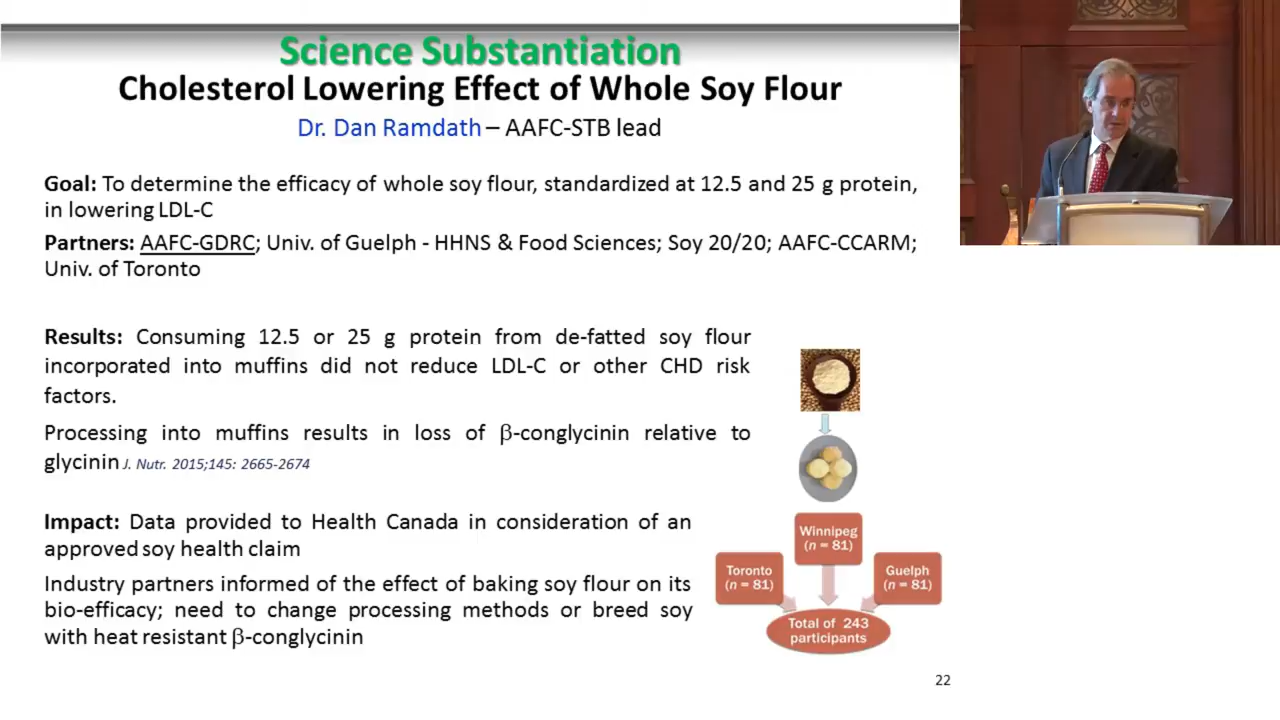 Science Substantiation
Cholesterol Lowering Effect of Whole Soy Flour
Dr. Dan Ramdath – AAFC-STB lead
Goal: To determine the efficacy of whole soy flour, standardized at 12.5 and 25 g protein,
in lowering LDL-C
Partners: AAFC-GDRC; Univ. of Guelph - HHNS & Food Sciences; Soy 20/20; AAFC-CCARM;
Univ. of Toronto
Results: Consuming 12.5 or 25 g protein from de-fatted soy flour
incorporated into muffins did not reduce LDL-C or other CHD risk
factors.
Processing into muffins results in loss of β-conglycinin relative to
glycinin J. Nutr. 2015;145: 2665-2674
Impact: Data provided to Health Canada in consideration of an
approved soy health claim
Industry partners informed of the effect of baking soy flour on its
bio-efficacy; need to change processing methods or breed soy
with heat resistant β-conglycinin
Winnipeg
(n = 81)
Toronto
(n = 81)
Guelph
(n = 81)
Total of 243
participants
22